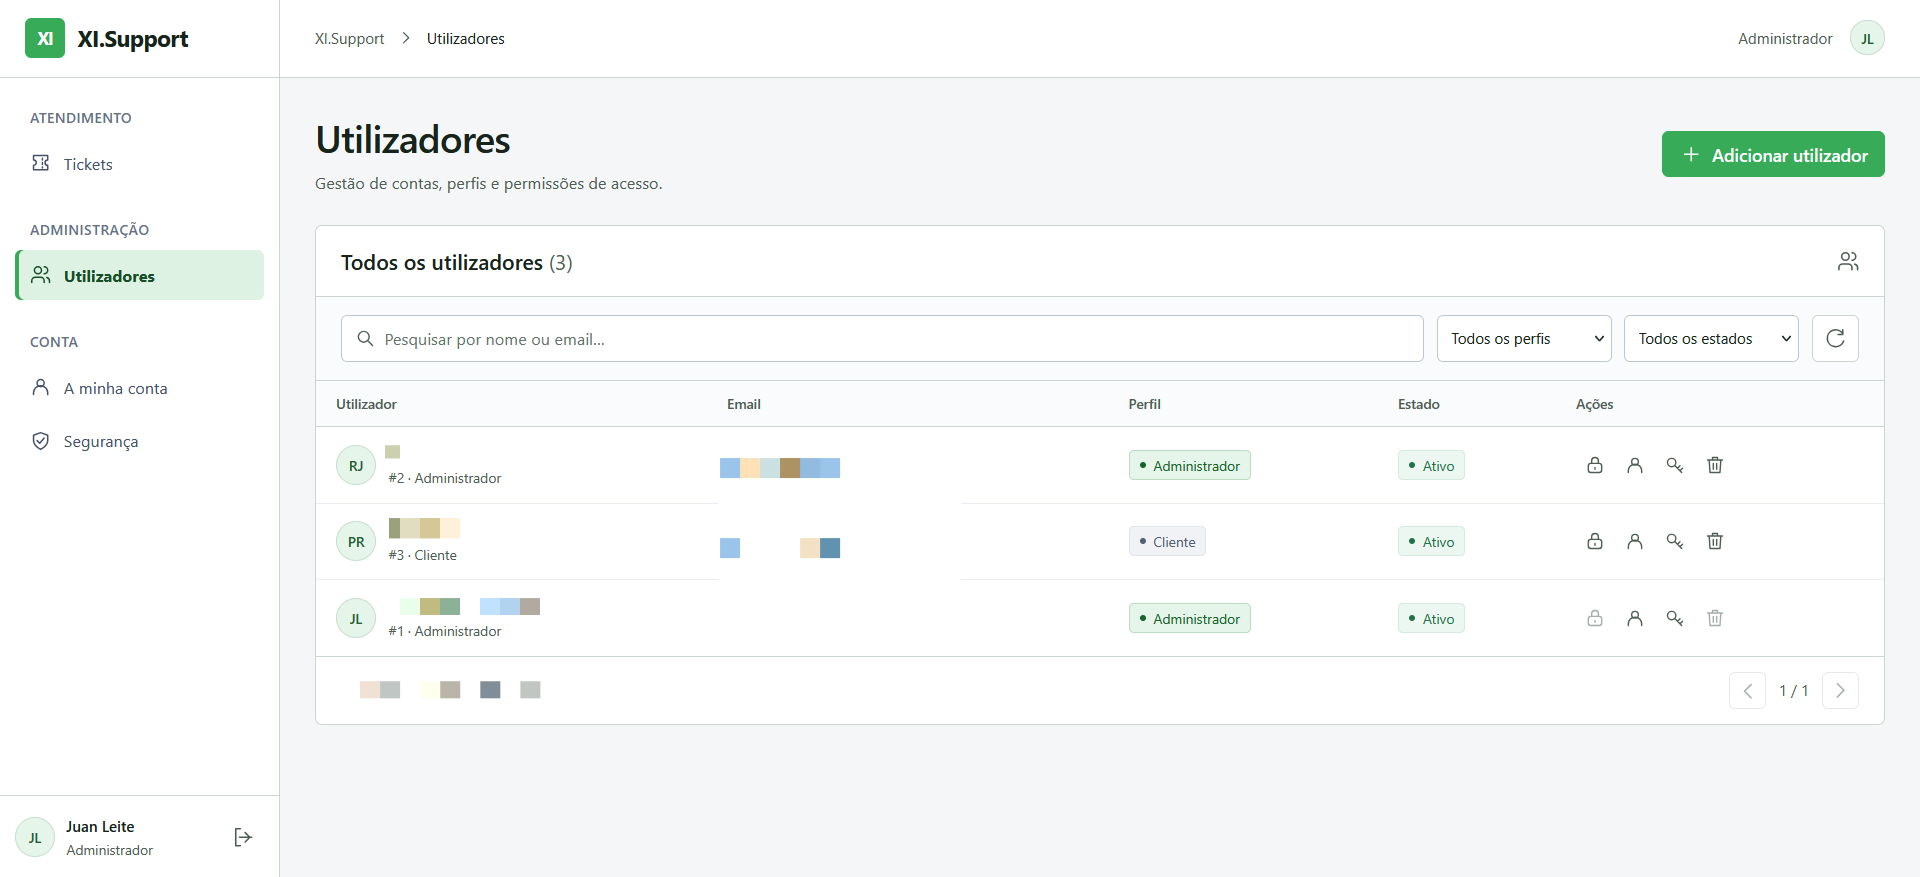 XI XI.Support
XI.Support > Utilizadores
Administrador JL
ATENDIMENTO
Tickets
ADMINISTRAÇÃO
Utilizadores
CONTA
A minha conta
Segurança
Juan Leite
JL
Administrador
Utilizadores
Gestão de contas, perfis e permissões de acesso.
+ Adicionar utilizador
Todos os utilizadores (3)
Pesquisar por nome ou email...
Todos os perfis
Todos os estados
Utilizador Email Perfil Estado Ações
RJ
#2 · Administrador
Administrador
Ativo
PR
#3 · Cliente
Cliente
Ativo
JL
#1 · Administrador
Administrador
Ativo
1 / 1